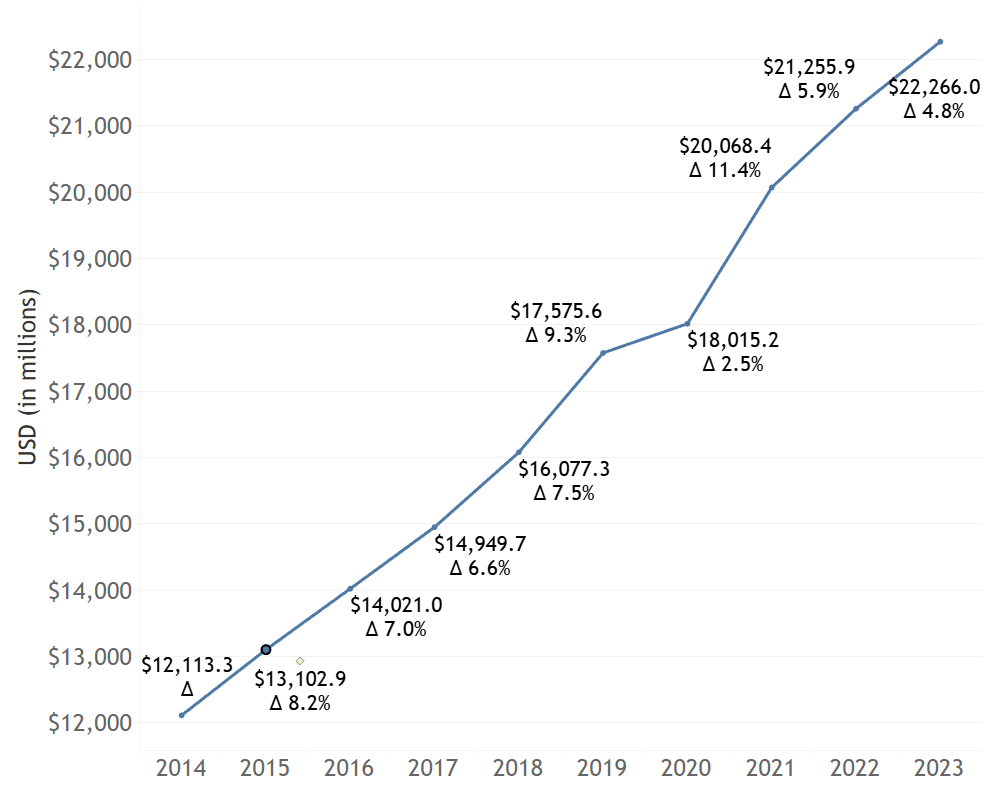 $22,000
$21,000
$20,000
$19,000
$18,000
$17,000
$16,000
$15,000
$14,000
$13,000
$12,000
USD (in millions)
$12,113.3
Δ
$13,102.9
Δ 8.2%
$14,021.0
Δ 7.0%
$14,949.7
Δ 6.6%
$16,077.3
Δ 7.5%
$17,575.6
Δ 9.3%
$18,015.2
Δ 2.5%
$20,068.4
Δ 11.4%
$21,255.9
Δ 5.9%
$22,266.0
Δ 4.8%
2014 2015 2016 2017 2018 2019 2020 2021 2022 2023